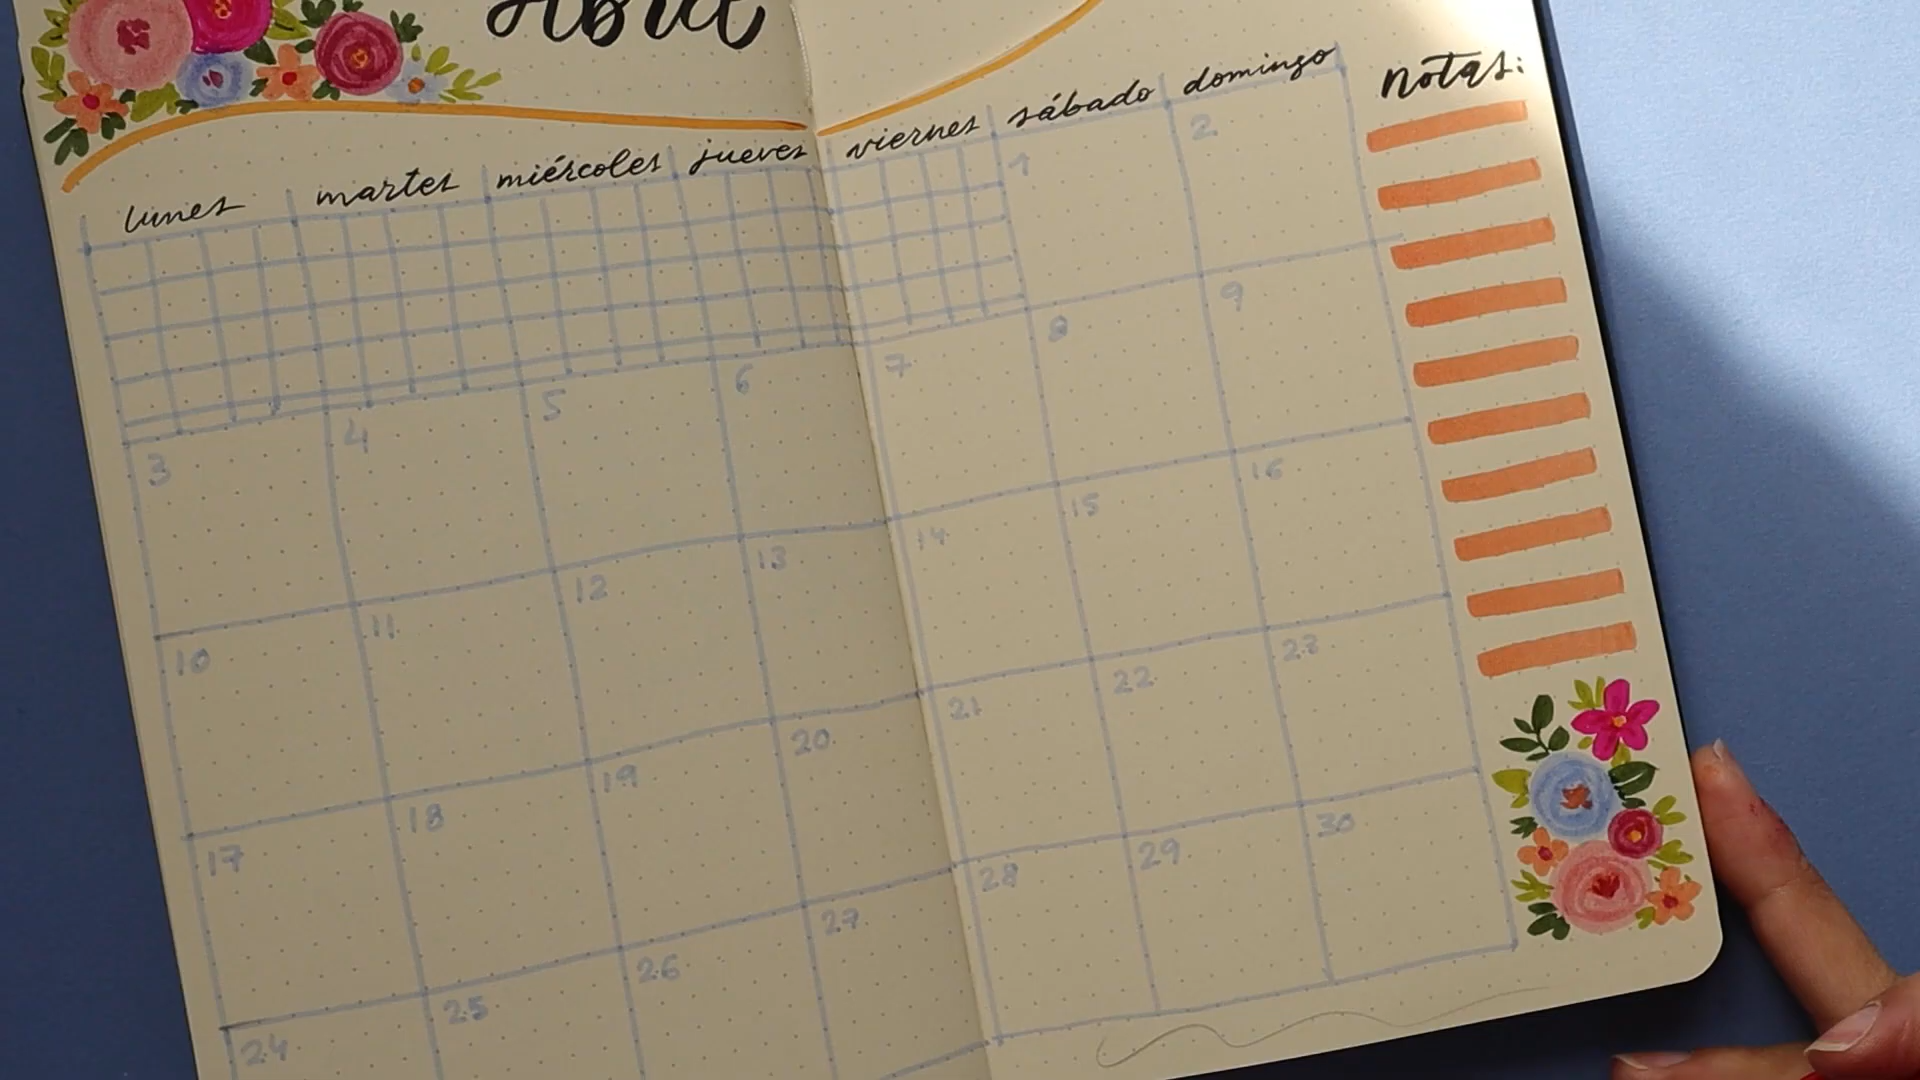 Abril
lunes martes miércoles jueves viernes sábado domingo
Notas:
1 2
3 4 5 6 7 8 9
10 11 12 13 14 15 16
17 18 19 20 21 22 23
24 25 26 27 28 29 30